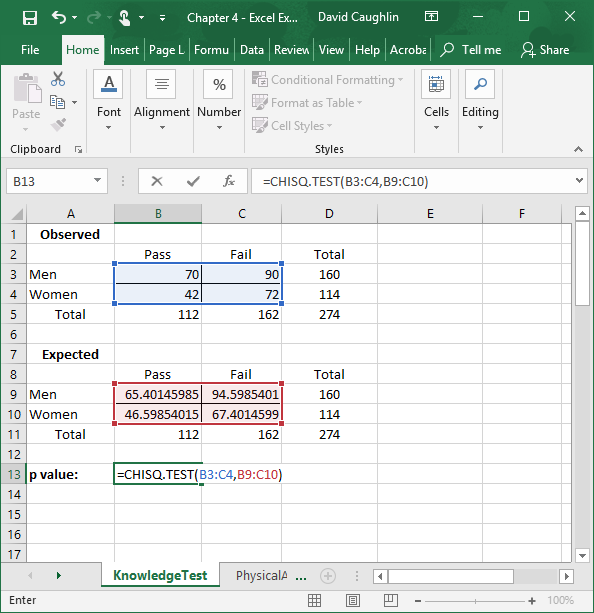 Chapter 4 - Excel Ex... David Caughlin
File Home Insert Page L Formu Data Review View Help Acroba Tell me Share
Paste Font Alignment Number Conditional Formatting Format as Table Cell Styles Cells Editing
Clipboard Styles
B13 fx =CHISQ.TEST(B3:C4,B9:C10)
A B C D E F
1 Observed
2 Pass Fail Total
3 Men 70 90 160
4 Women 42 72 114
5 Total 112 162 274
6
7 Expected
8 Pass Fail Total
9 Men 65.40145985 94.5985401 160
10 Women 46.59854015 67.4014599 114
11 Total 112 162 274
12
13 p value: =CHISQ.TEST(B3:C4,B9:C10)
14
15
16
17
KnowledgeTest PhysicalA ...
Enter 100%